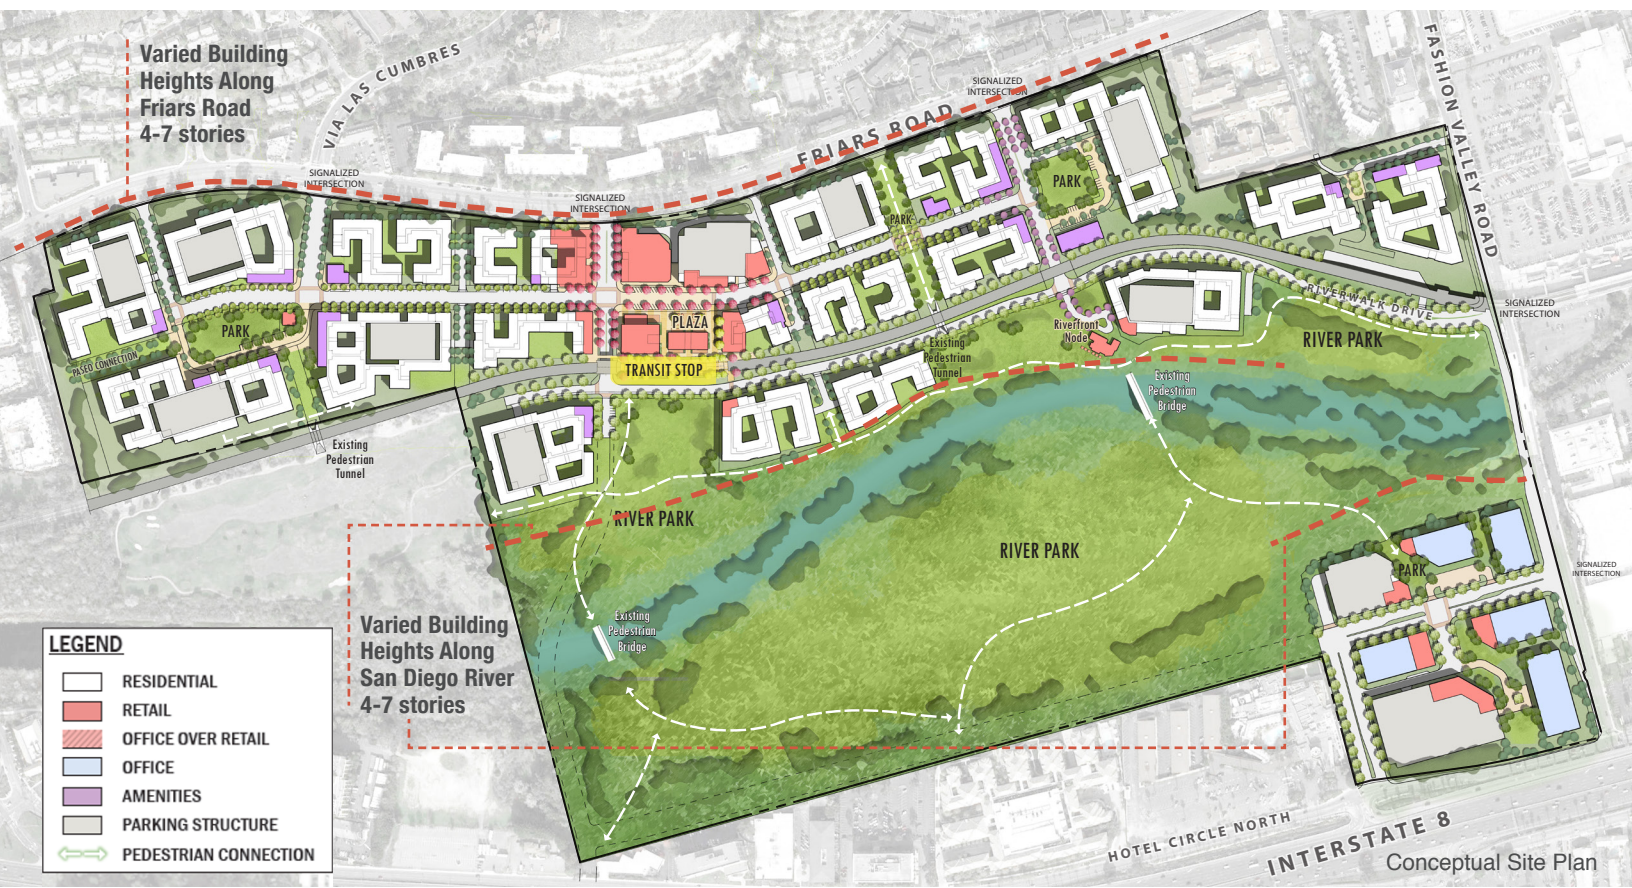 Varied Building
Heights Along
Friars Road
4-7 stories
VIA LAS CUMBRES
SIGNALIZED
INTERSECTION
SIGNALIZED
INTERSECTION
FRIARS ROAD
SIGNALIZED
INTERSECTION
FASHION VALLEY ROAD
PARK
PARK
PARK
PASEO CONNECTION
PLAZA
TRANSIT STOP
Existing
Pedestrian
Tunnel
Riverfront
Node
RIVERWALK DRIVE
SIGNALIZED
INTERSECTION
RIVER PARK
Existing
Pedestrian
Bridge
Existing
Pedestrian
Tunnel
RIVER PARK
RIVER PARK
PARK
SIGNALIZED
INTERSECTION
Existing
Pedestrian
Bridge
Varied Building
Heights Along
San Diego River
4-7 stories
LEGEND
RESIDENTIAL
RETAIL
OFFICE OVER RETAIL
OFFICE
AMENITIES
PARKING STRUCTURE
PEDESTRIAN CONNECTION
HOTEL CIRCLE NORTH
INTERSTATE 8
Conceptual Site Plan